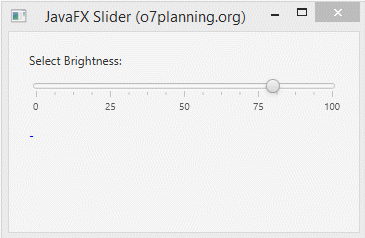 JavaFX Slider (o7planning.org)
Select Brightness:
0 25 50 75 100
-